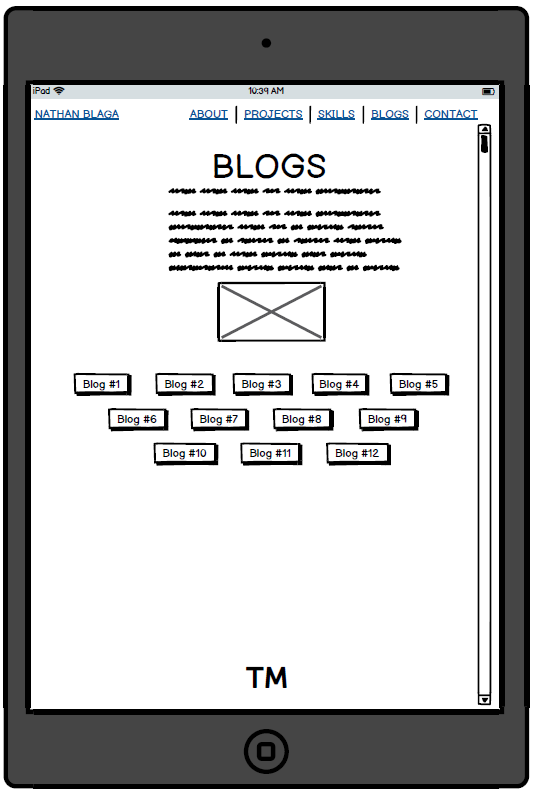 iPad 10:39 AM
NATHAN BLAGA ABOUT | PROJECTS | SKILLS | BLOGS | CONTACT
BLOGS
Blog #1 Blog #2 Blog #3 Blog #4 Blog #5
Blog #6 Blog #7 Blog #8 Blog #9
Blog #10 Blog #11 Blog #12
TM